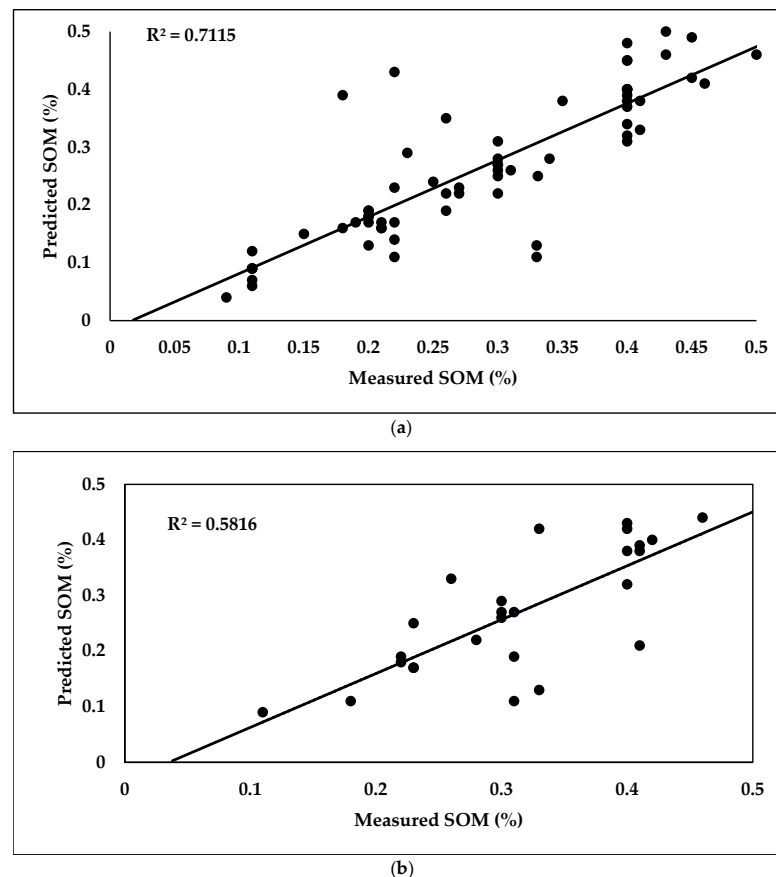 R² = 0.7115
Predicted SOM (%)
0.5
0.4
0.3
0.2
0.1
0
0 0.05 0.1 0.15 0.2 0.25 0.3 0.35 0.4 0.45 0.5
Measured SOM (%)
(a)
R² = 0.5816
Predicted SOM (%)
0.5
0.4
0.3
0.2
0.1
0
0 0.1 0.2 0.3 0.4 0.5
Measured SOM (%)
(b)